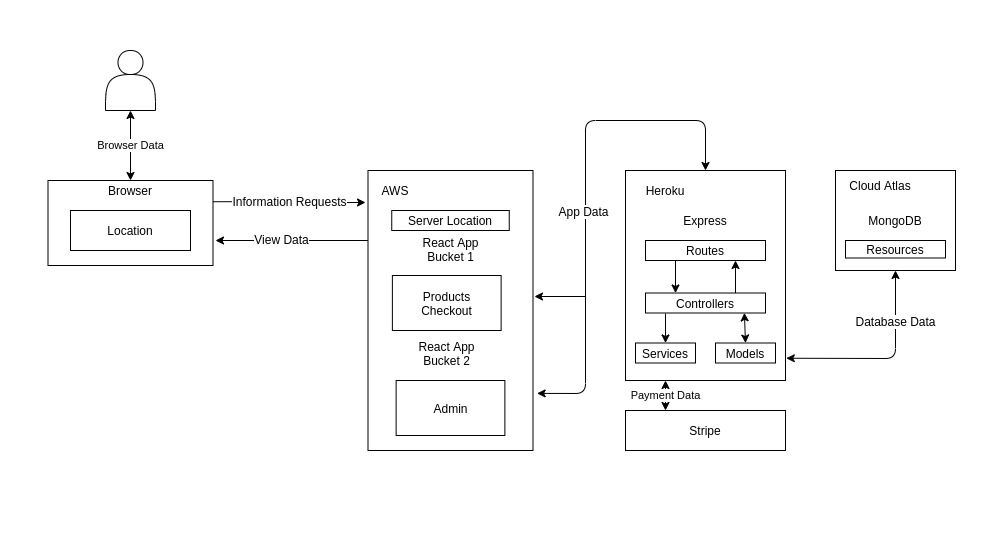 Browser Data
Browser
Location
Information Requests
View Data
AWS
Server Location
React App
Bucket 1
Products
Checkout
React App
Bucket 2
Admin
App Data
Heroku
Express
Routes
Controllers
Services
Models
Payment Data
Stripe
Cloud Atlas
MongoDB
Resources
Database Data